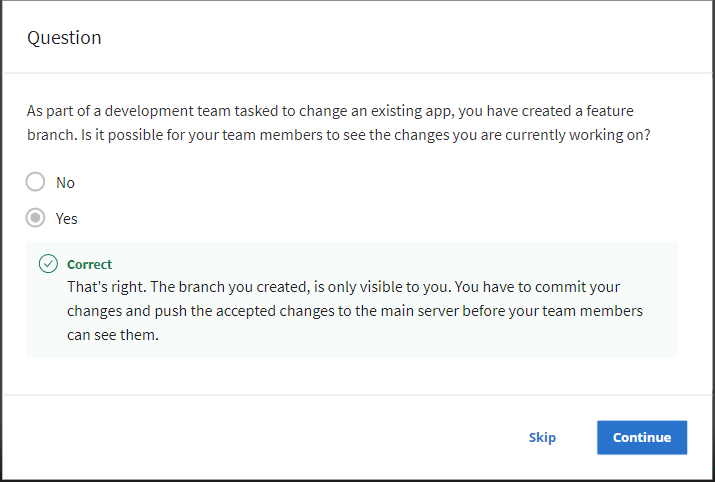 Question
As part of a development team tasked to change an existing app, you have created a feature
branch. Is it possible for your team members to see the changes you are currently working on?
No
Yes
Correct
That's right. The branch you created, is only visible to you. You have to commit your
changes and push the accepted changes to the main server before your team members
can see them.
Skip
Continue